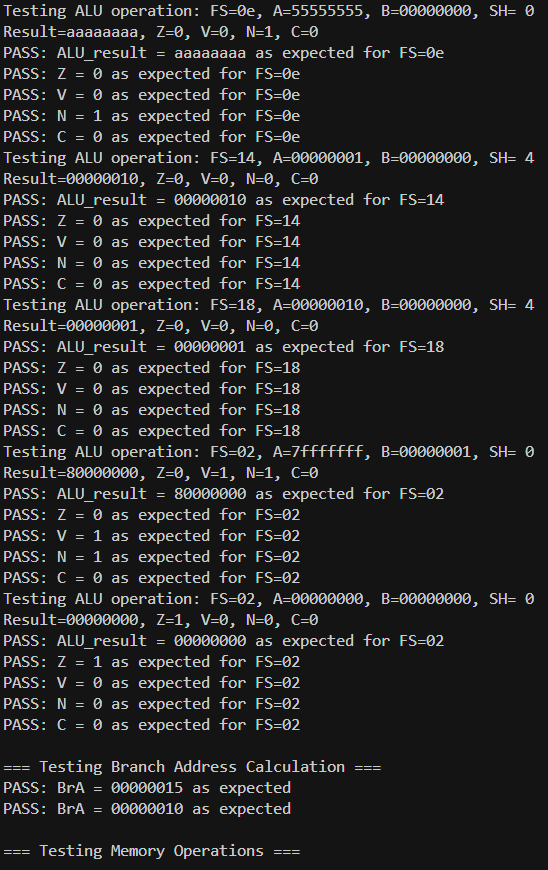 Testing ALU operation: FS=0e, A=55555555, B=00000000, SH= 0
Result=aaaaaaaa, Z=0, V=0, N=1, C=0
PASS: ALU_result = aaaaaaaa as expected for FS=0e
PASS: Z = 0 as expected for FS=0e
PASS: V = 0 as expected for FS=0e
PASS: N = 1 as expected for FS=0e
PASS: C = 0 as expected for FS=0e
Testing ALU operation: FS=14, A=00000001, B=00000000, SH= 4
Result=00000010, Z=0, V=0, N=0, C=0
PASS: ALU_result = 00000010 as expected for FS=14
PASS: Z = 0 as expected for FS=14
PASS: V = 0 as expected for FS=14
PASS: N = 0 as expected for FS=14
PASS: C = 0 as expected for FS=14
Testing ALU operation: FS=18, A=00000010, B=00000000, SH= 4
Result=00000001, Z=0, V=0, N=0, C=0
PASS: ALU_result = 00000001 as expected for FS=18
PASS: Z = 0 as expected for FS=18
PASS: V = 0 as expected for FS=18
PASS: N = 0 as expected for FS=18
PASS: C = 0 as expected for FS=18
Testing ALU operation: FS=02, A=7fffffff, B=00000001, SH= 0
Result=80000000, Z=0, V=1, N=1, C=0
PASS: ALU_result = 80000000 as expected for FS=02
PASS: Z = 0 as expected for FS=02
PASS: V = 1 as expected for FS=02
PASS: N = 1 as expected for FS=02
PASS: C = 0 as expected for FS=02
Testing ALU operation: FS=02, A=00000000, B=00000000, SH= 0
Result=00000000, Z=1, V=0, N=0, C=0
PASS: ALU_result = 00000000 as expected for FS=02
PASS: Z = 1 as expected for FS=02
PASS: V = 0 as expected for FS=02
PASS: N = 0 as expected for FS=02
PASS: C = 0 as expected for FS=02
=== Testing Branch Address Calculation ===
PASS: BrA = 00000015 as expected
PASS: BrA = 00000010 as expected
=== Testing Memory Operations ===